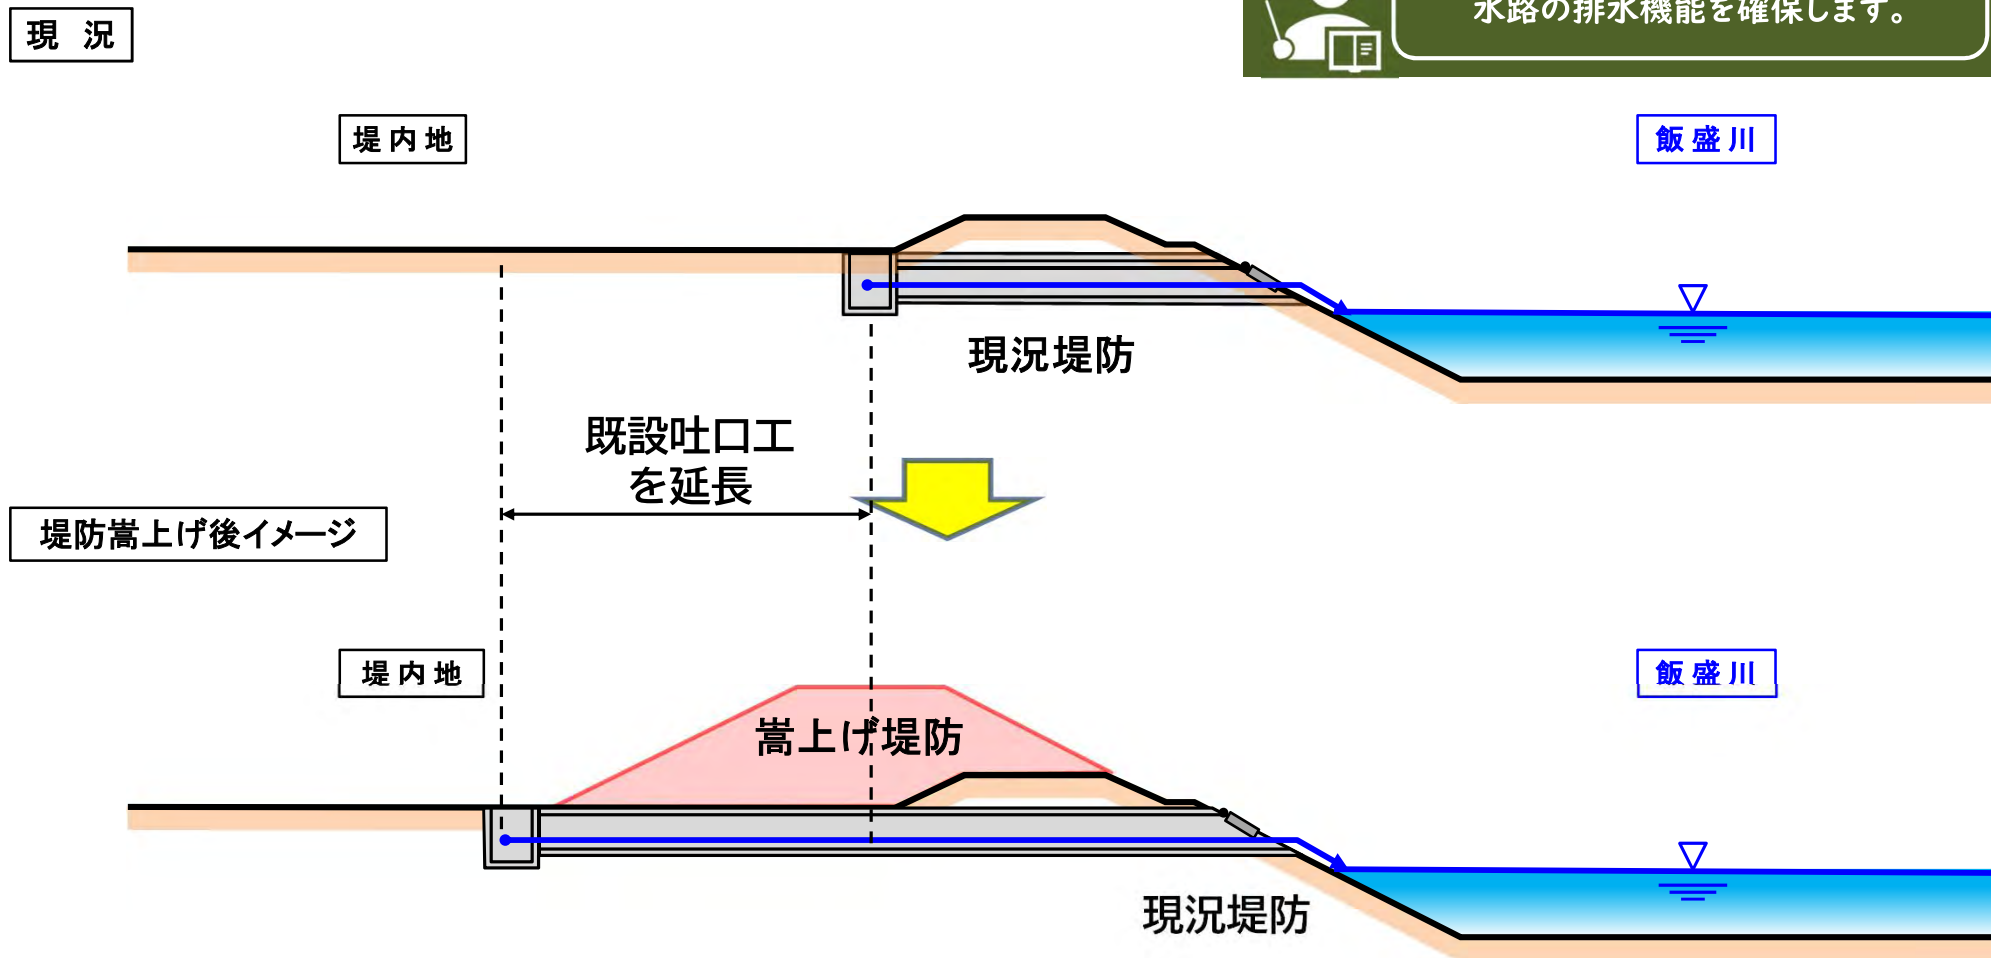 現 況
水路の排水機能を確保します。
堤内地
飯盛川
現況堤防
既設吐口工
を延長
堤防嵩上げ後イメージ
堤内地
飯盛川
嵩上げ堤防
現況堤防